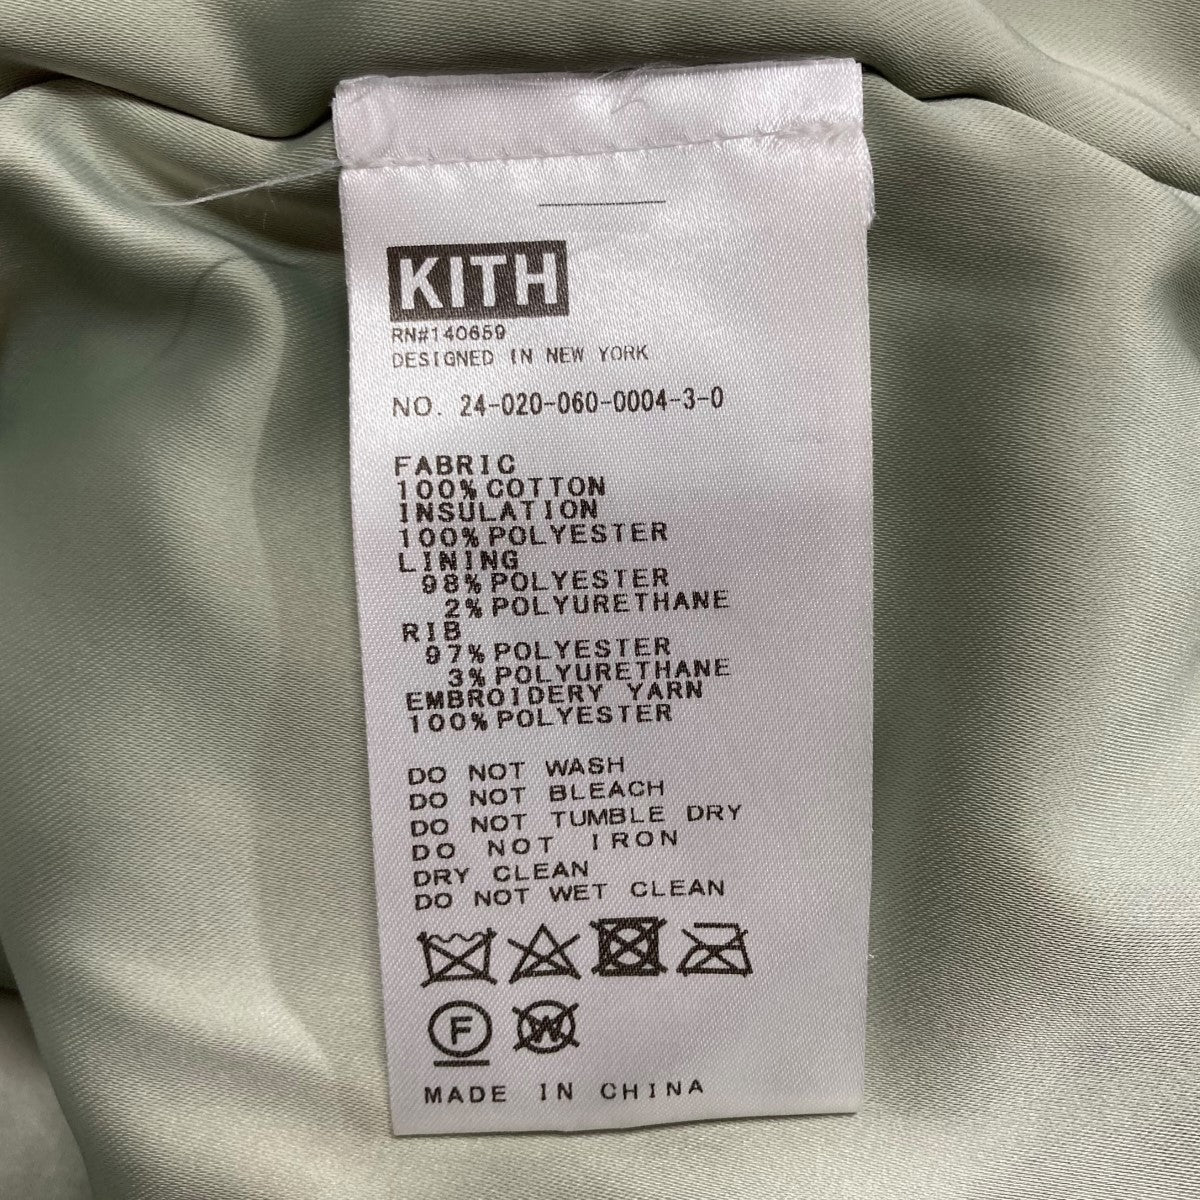 KITH
RN#140659
DESIGNED IN NEW YORK
NO. 24-020-060-0004-3-0
FABRIC
100% COTTON
INSULATION
100% POLYESTER
LINING
98% POLYESTER
2% POLYURETHANE
RIB
97% POLYESTER
3% POLYURETHANE
EMBROIDERY YARN
100% POLYESTER
DO NOT WASH
DO NOT BLEACH
DO NOT TUMBLE DRY
DO NOT IRON
DRY CLEAN
DO NOT WET CLEAN
F W
MADE IN CHINA